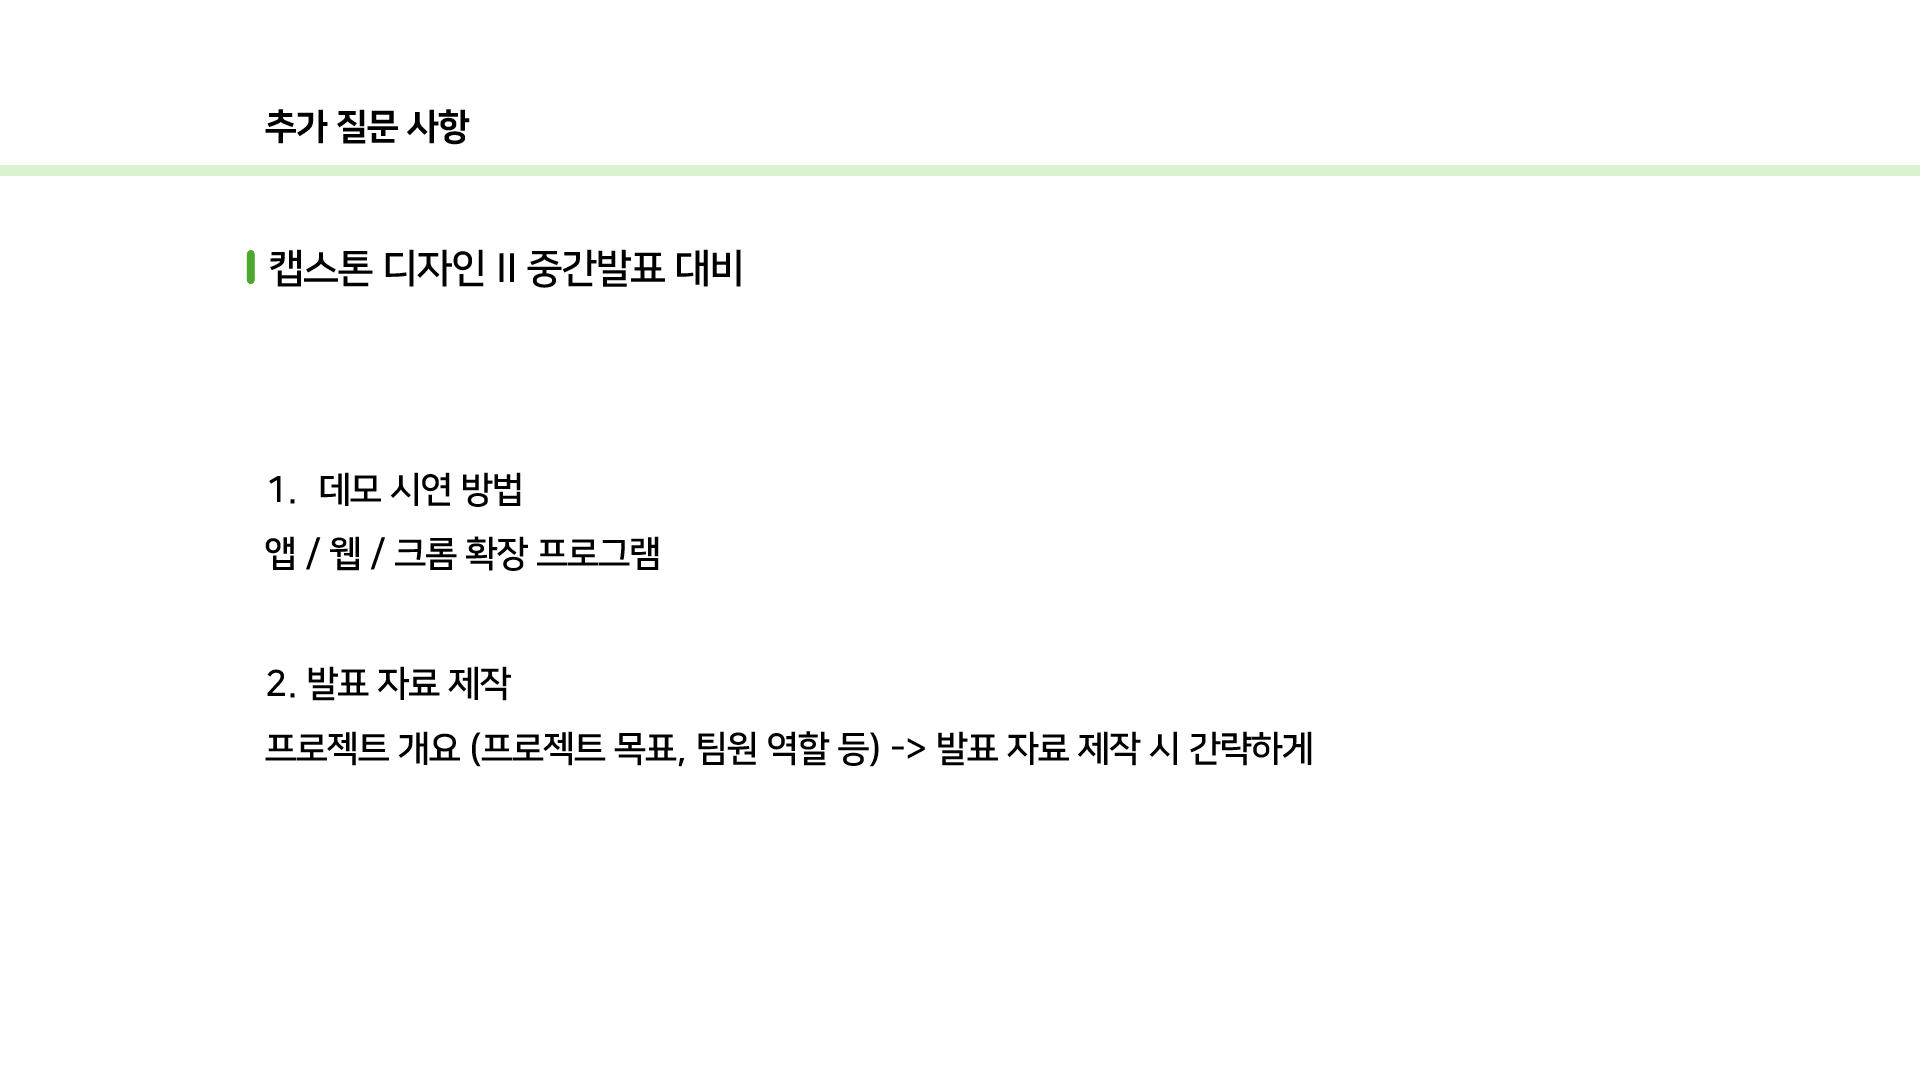 추가 질문 사항
캡스톤 디자인 II 중간발표 대비
1. 데모 시연 방법
앱 / 웹 / 크롬 확장 프로그램
2. 발표 자료 제작
프로젝트 개요 (프로젝트 목표, 팀원 역할 등) -> 발표 자료 제작 시 간략하게